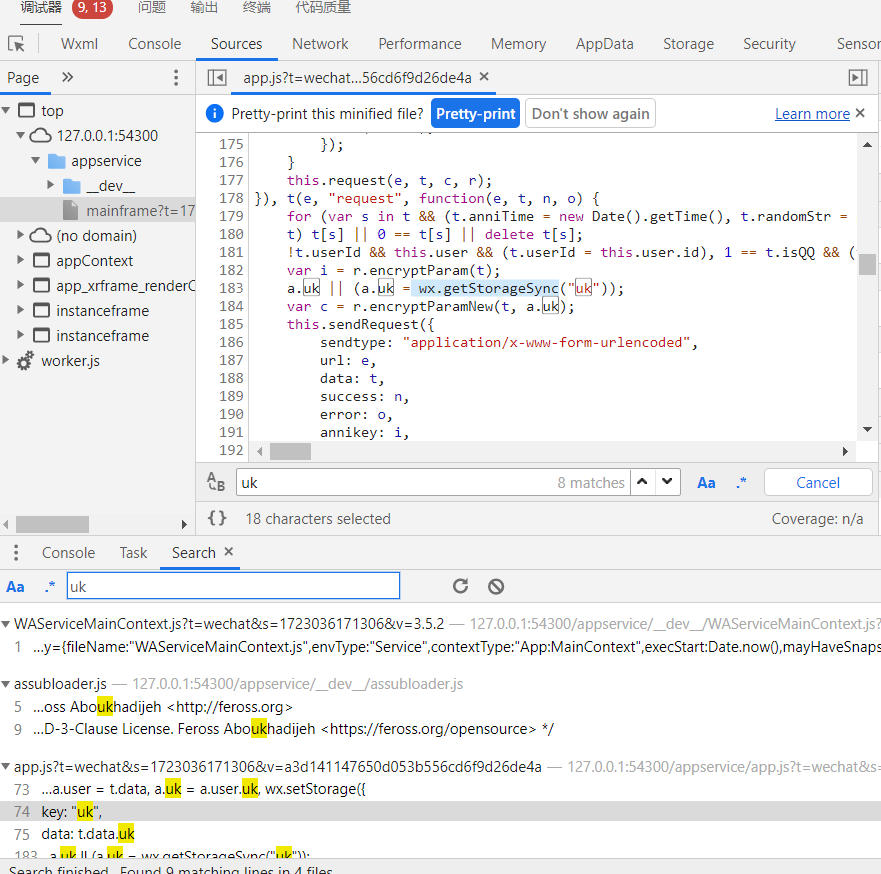 调试器 9, 13 问题 输出 终端 代码质量
Wxml Console Sources Network Performance Memory AppData Storage Security Sensor
Page » app.js?t=wechat...56cd6f9d26de4a ×
Pretty-print this minified file? Pretty-print Don't show again Learn more ×
top
127.0.0.1:54300
appservice
__dev__
mainframe?t=17
(no domain)
appContext
app_xrframe_renderC
instanceframe
instanceframe
worker.js
175 });
176 }
177 this.request(e, t, c, r);
178 }), t(e, "request", function(e, t, n, o) {
179 for (var s in t && (t.anniTime = new Date().getTime(), t.randomStr =
180 t) t[s] || 0 == t[s] || delete t[s];
181 !t.userId && this.user && (t.userId = this.user.id), 1 == t.isQQ && (
182 var i = r.encryptParam(t);
183 a.uk || (a.uk = wx.getStorageSync("uk"));
184 var c = r.encryptParamNew(t, a.uk);
185 this.sendRequest({
186 sendtype: "application/x-www-form-urlencoded",
187 url: e,
188 data: t,
189 success: n,
190 error: o,
191 annikey: i,
192
uk 8 matches Aa .* Cancel
{} 18 characters selected Coverage: n/a
Console Task Search ×
Aa .* uk
WAServiceMainContext.js?t=wechat&s=1723036171306&v=3.5.2 — 127.0.0.1:54300/appservice/__dev__/WAServiceMainContext.js?
1 ...y={fileName:"WAServiceMainContext.js",envType:"Service",contextType:"App:MainContext",execStart:Date.now(),mayHaveSnaps
assubloader.js — 127.0.0.1:54300/appservice/__dev__/assubloader.js
5 ...oss Aboukhadijeh <http://feross.org>
9 ...D-3-Clause License. Feross Aboukhadijeh <https://feross.org/opensource> */
app.js?t=wechat&s=1723036171306&v=a3d141147650d053b556cd6f9d26de4a — 127.0.0.1:54300/appservice/app.js?t=wechat&s=
73 ...a.user = t.data, a.uk = a.user.uk, wx.setStorage({
74 key: "uk",
75 data: t.data.uk
183 a.uk || (a.uk = wx.getStorageSync("uk"));
Search finished. Found 9 matching lines in 4 files.